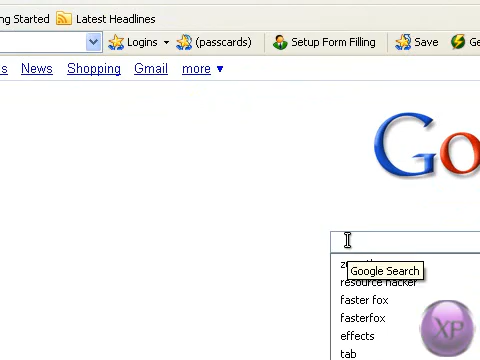 ng Started Latest Headlines
Logins (passcards) Setup Form Filling Save Ge
s News Shopping Gmail more
Go
Google Search
resource hacker
faster fox
fasterfox
effects
tab
XP